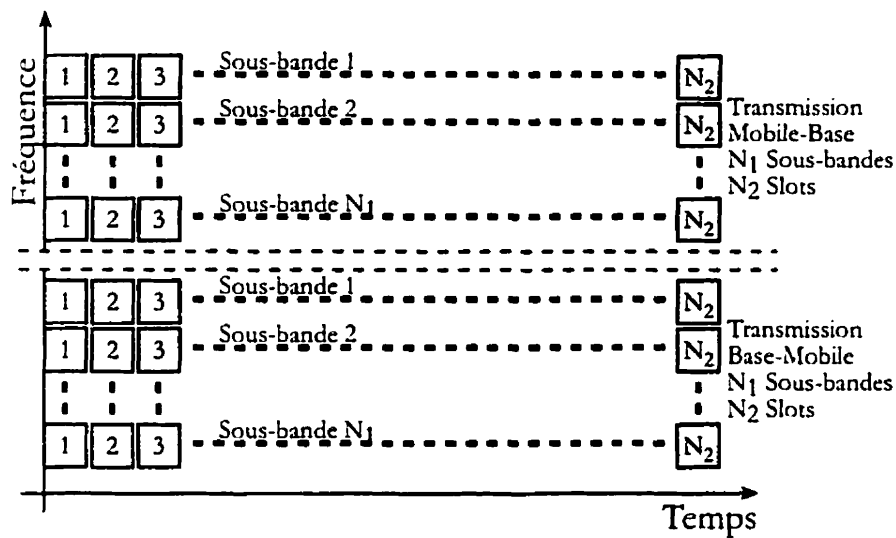 Fréquence
1 2 3 Sous-bande 1 N2
1 2 3 Sous-bande 2 N2
Transmission
Mobile-Base
N1 Sous-bandes
N2 Slots
1 2 3 Sous-bande N1 N2
1 2 3 Sous-bande 1 N2
1 2 3 Sous-bande 2 N2
Transmission
Base-Mobile
N1 Sous-bandes
N2 Slots
1 2 3 Sous-bande N1 N2
Temps